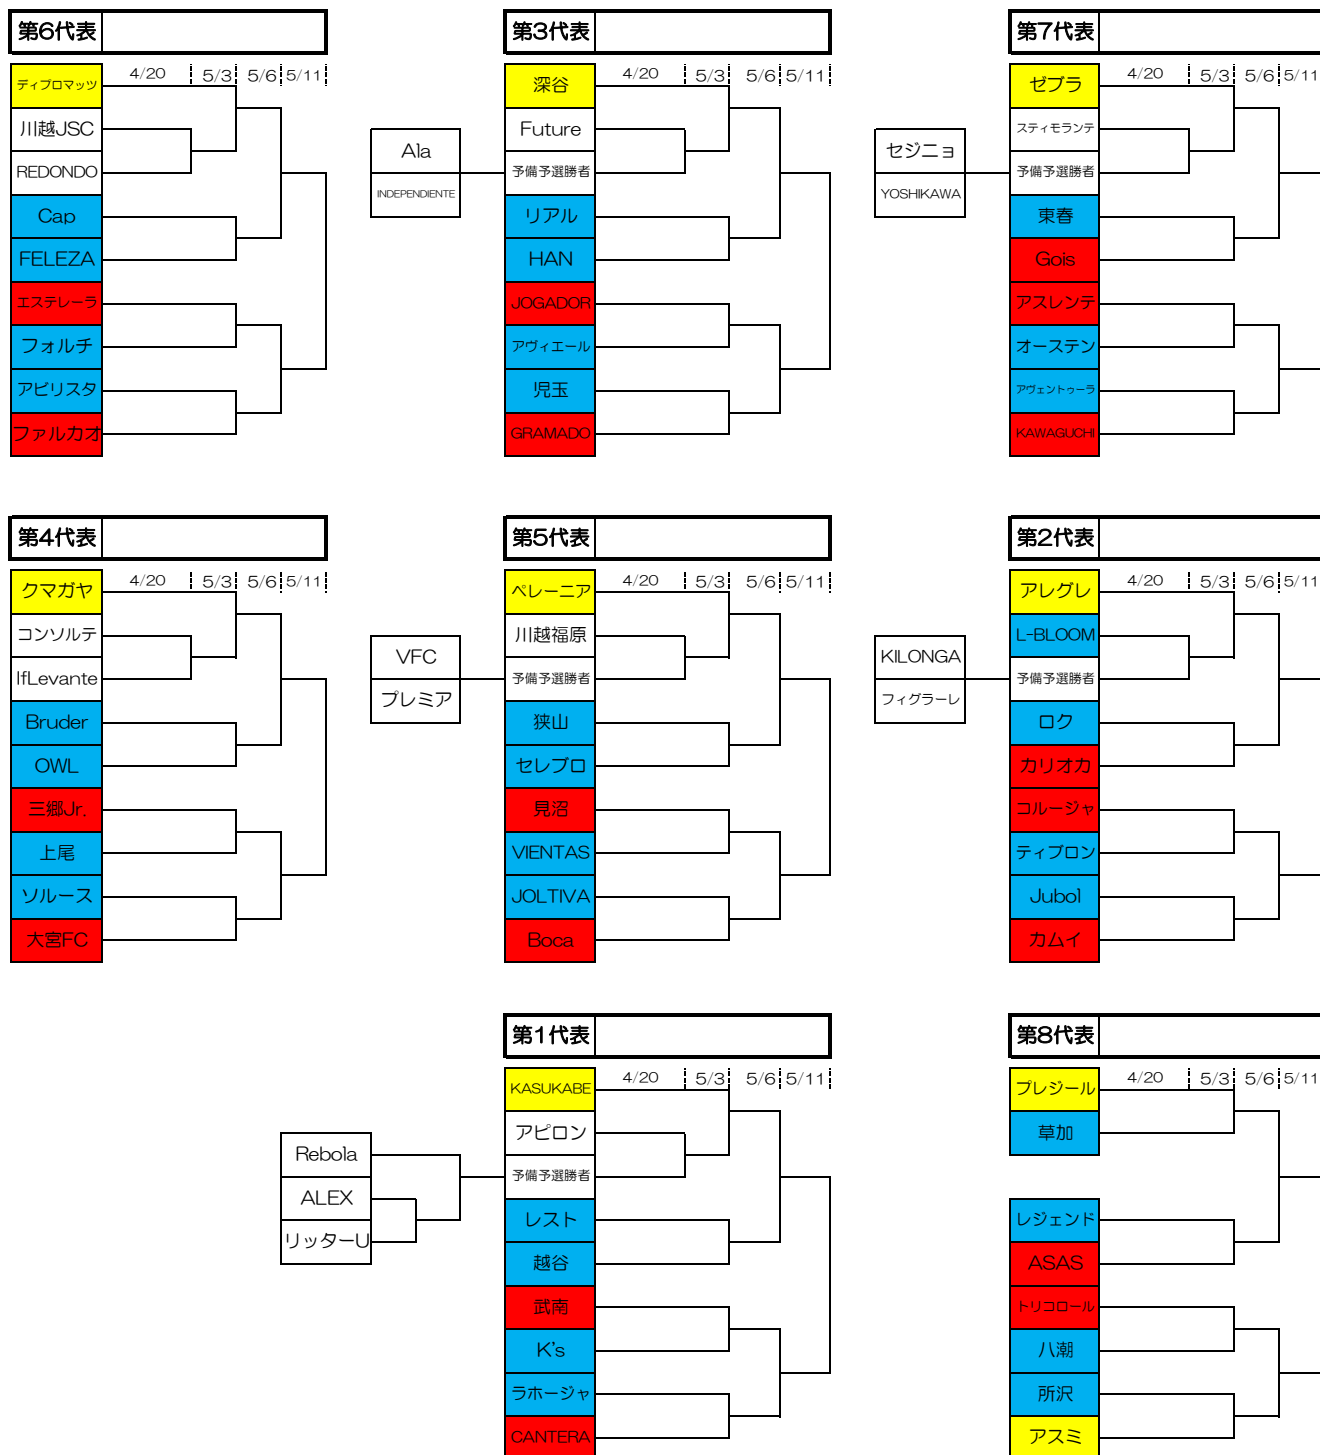 第6代表
4/20 5/3 5/6 5/11
ディブロマッツ
川越JSC
REDONDO
Cap
FELEZA
エステレーラ
フォルチ
アビリスタ
ファルカオ
第3代表
4/20 5/3 5/6 5/11
深谷
Future
予備予選勝者
リアル
HAN
JOGADOR
アヴィエール
児玉
GRAMADO
Ala
INDEPENDIENTE
第7代表
4/20 5/3 5/6 5/11
ゼブラ
スティモランテ
予備予選勝者
東春
Gois
アスレンテ
オーステン
アヴェントゥーラ
KAWAGUCHI
セジニョ
YOSHIKAWA
第4代表
4/20 5/3 5/6 5/11
クマガヤ
コンソルテ
IfLevante
Bruder
OWL
三郷Jr.
上尾
ソルース
大宮FC
第5代表
4/20 5/3 5/6 5/11
ペレーニア
川越福原
予備予選勝者
狭山
セレブロ
見沼
VIENTAS
JOLTIVA
Boca
VFC
プレミア
第2代表
4/20 5/3 5/6 5/11
アレグレ
L-BLOOM
予備予選勝者
ロク
カリオカ
コルージャ
ティブロン
Jubol
カムイ
KILONGA
フィグラーレ
第1代表
4/20 5/3 5/6 5/11
KASUKABE
アピロン
予備予選勝者
レスト
越谷
武南
K's
ラホージャ
CANTERA
Rebola
ALEX
リッターU
第8代表
4/20 5/3 5/6 5/11
プレジール
草加
レジェンド
ASAS
トリコロール
八潮
所沢
アスミ